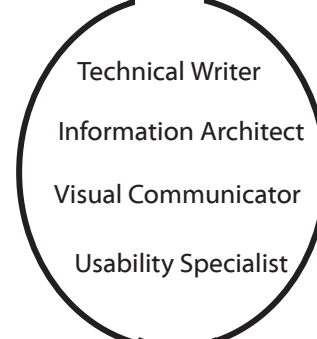 Technical Writer
Information Architect
Visual Communicator
Usability Specialist